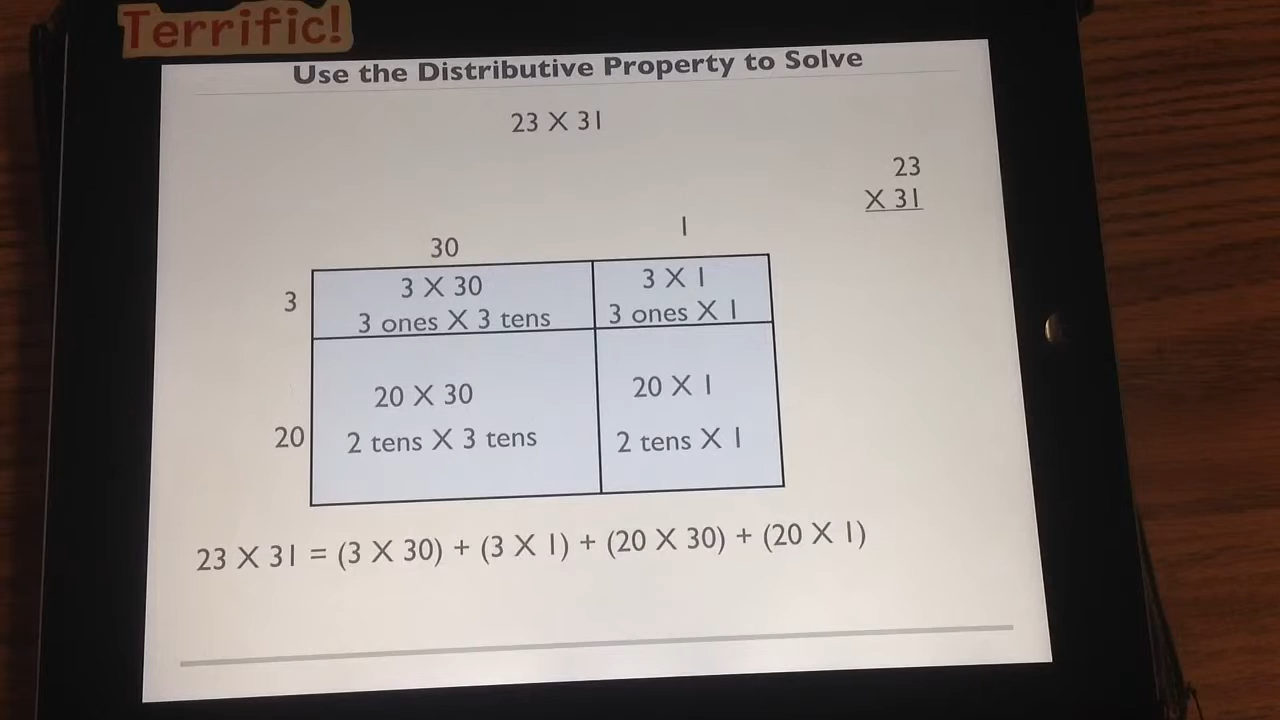 Terrific!
Use the Distributive Property to Solve
23 X 31
23
X 31
30
1
3
3 X 30
3 X 1
3 ones X 3 tens
3 ones X 1
20 X 30
20 X 1
20
2 tens X 3 tens
2 tens X 1
23 X 31 = (3 X 30) + (3 X 1) + (20 X 30) + (20 X 1)